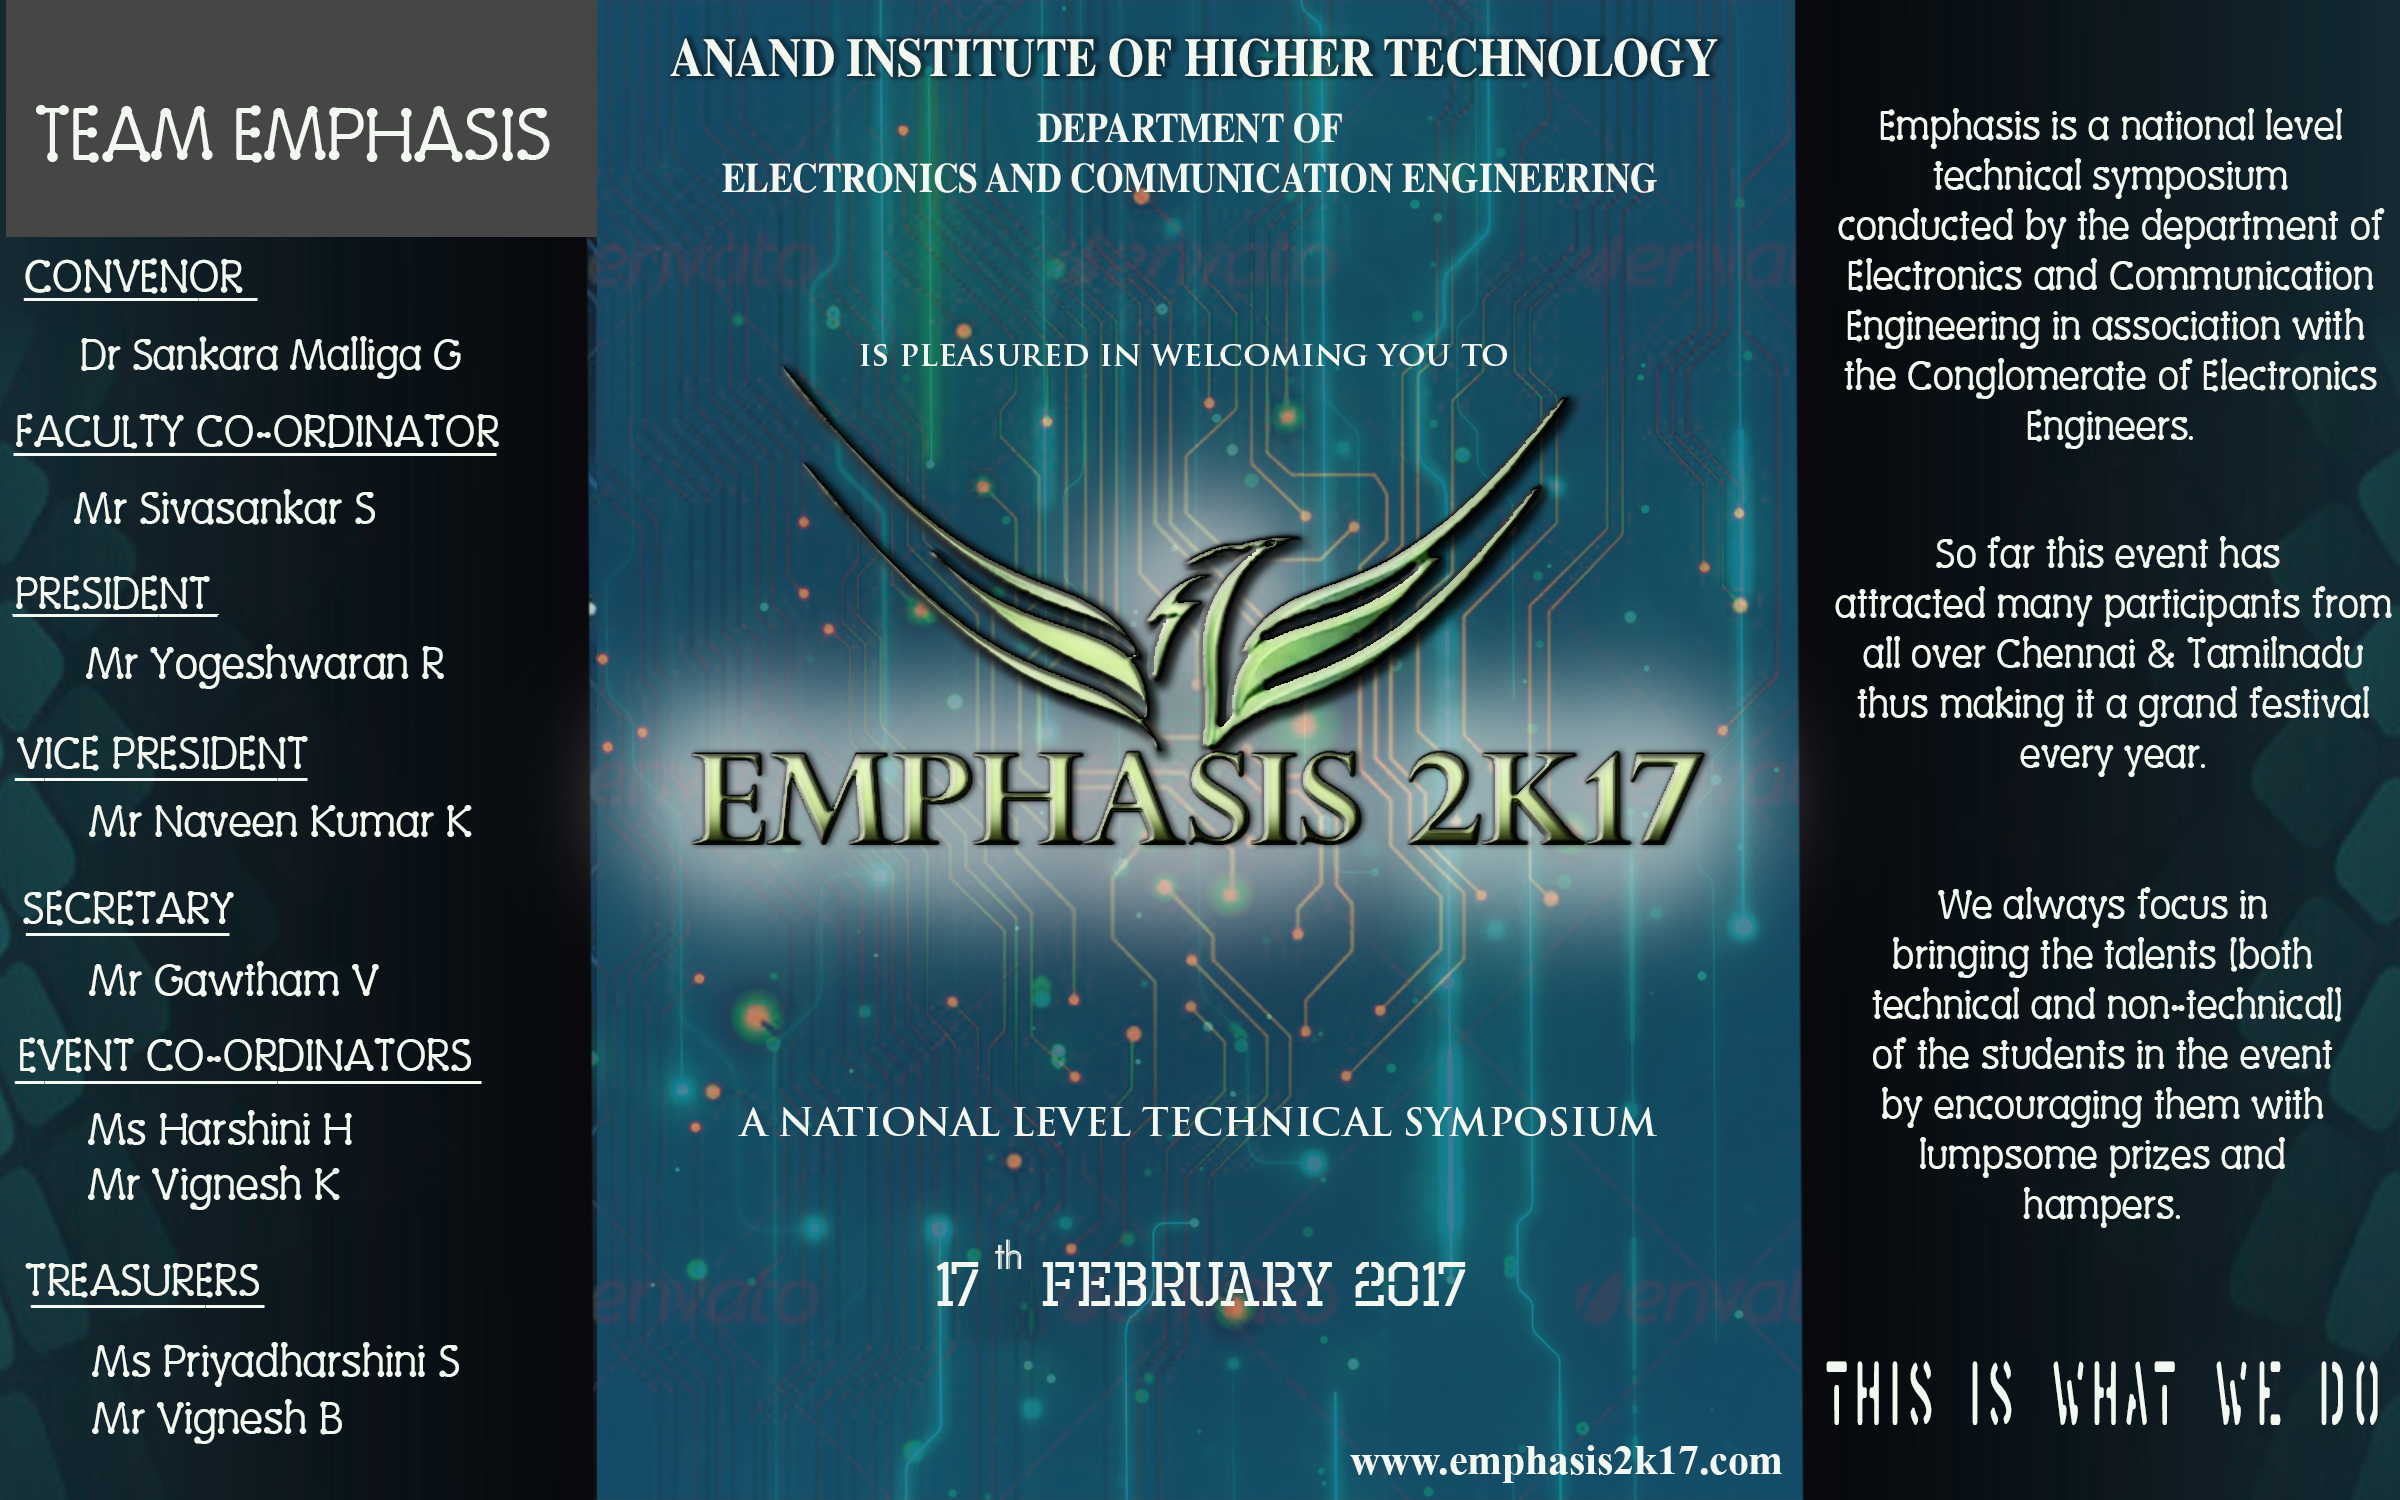 TEAM EMPHASIS
CONVENOR
Dr Sankara Malliga G
FACULTY CO-ORDINATOR
Mr Sivasankar S
PRESIDENT
Mr Yogeshwaran R
VICE PRESIDENT
Mr Naveen Kumar K
SECRETARY
Mr Gawtham V
EVENT CO-ORDINATORS
Ms Harshini H
Mr Vignesh K
TREASURERS
Ms Priyadharshini S
Mr Vignesh B
ANAND INSTITUTE OF HIGHER TECHNOLOGY
DEPARTMENT OF
ELECTRONICS AND COMMUNICATION ENGINEERING
envato envato envato
IS PLEASURED IN WELCOMING YOU TO
EMPHASIS 2K17
A NATIONAL LEVEL TECHNICAL SYMPOSIUM
17 th FEBRUARY 2017
envato envato envato
www.emphasis2k17.com
Emphasis is a national level
technical symposium
conducted by the department of
Electronics and Communication
Engineering in association with
the Conglomerate of Electronics
Engineers.
So far this event has
attracted many participants from
all over Chennai & Tamilnadu
thus making it a grand festival
every year.
We always focus in
bringing the talents (both
technical and non-technical)
of the students in the event
by encouraging them with
lumpsome prizes and
hampers.
THIS IS WHAT WE DO